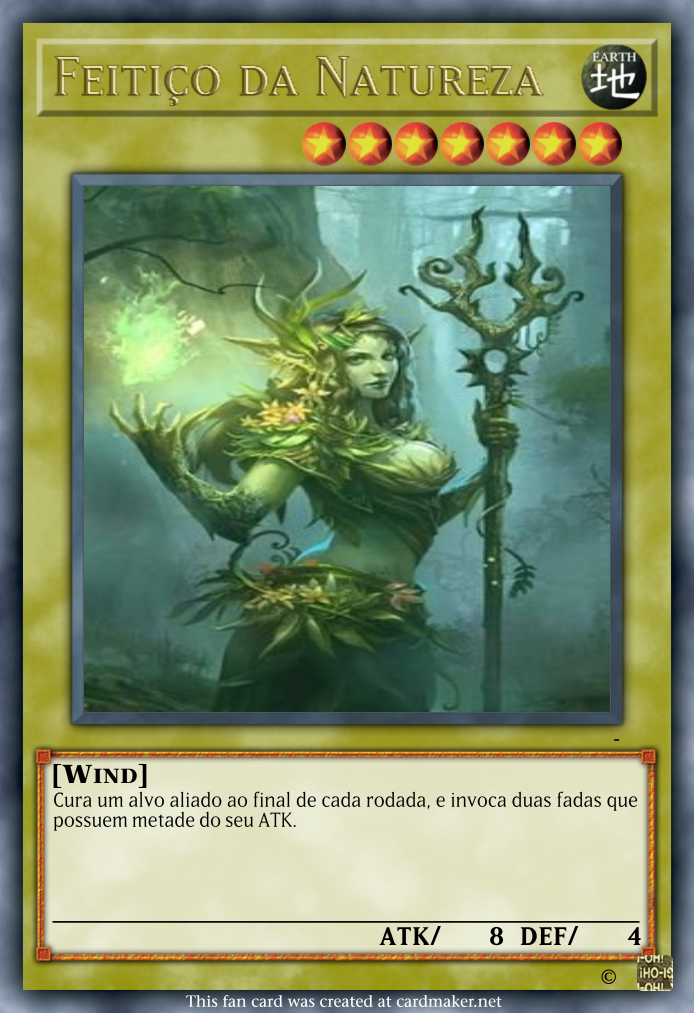 Feitiço da Natureza
EARTH
地
-
[Wind]
Cura um alvo aliado ao final de cada rodada, e invoca duas fadas que
possuem metade do seu ATK.
ATK/ 8 DEF/ 4
©
This fan card was created at cardmaker.net